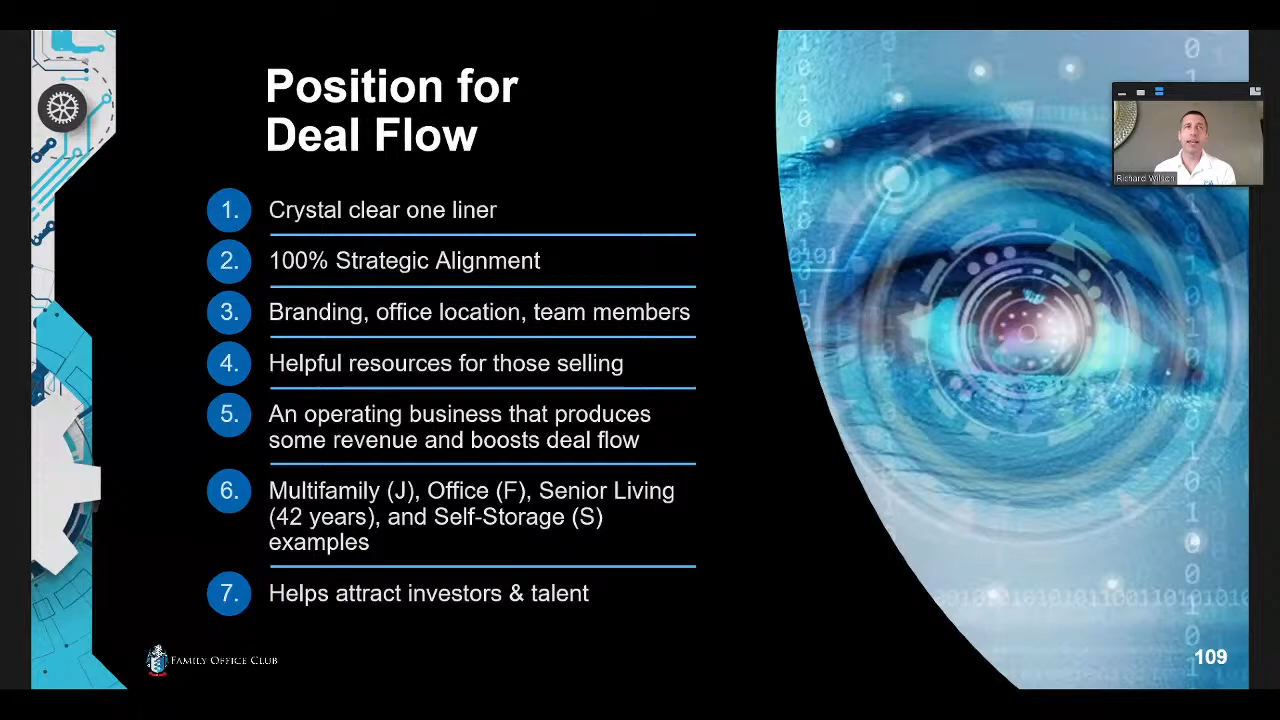 Position for
Deal Flow
1. Crystal clear one liner
2. 100% Strategic Alignment
3. Branding, office location, team members
4. Helpful resources for those selling
5. An operating business that produces
some revenue and boosts deal flow
6. Multifamily (J), Office (F), Senior Living
(42 years), and Self-Storage (S)
examples
7. Helps attract investors & talent
Richard Wilson
FAMILY OFFICE CLUB
109